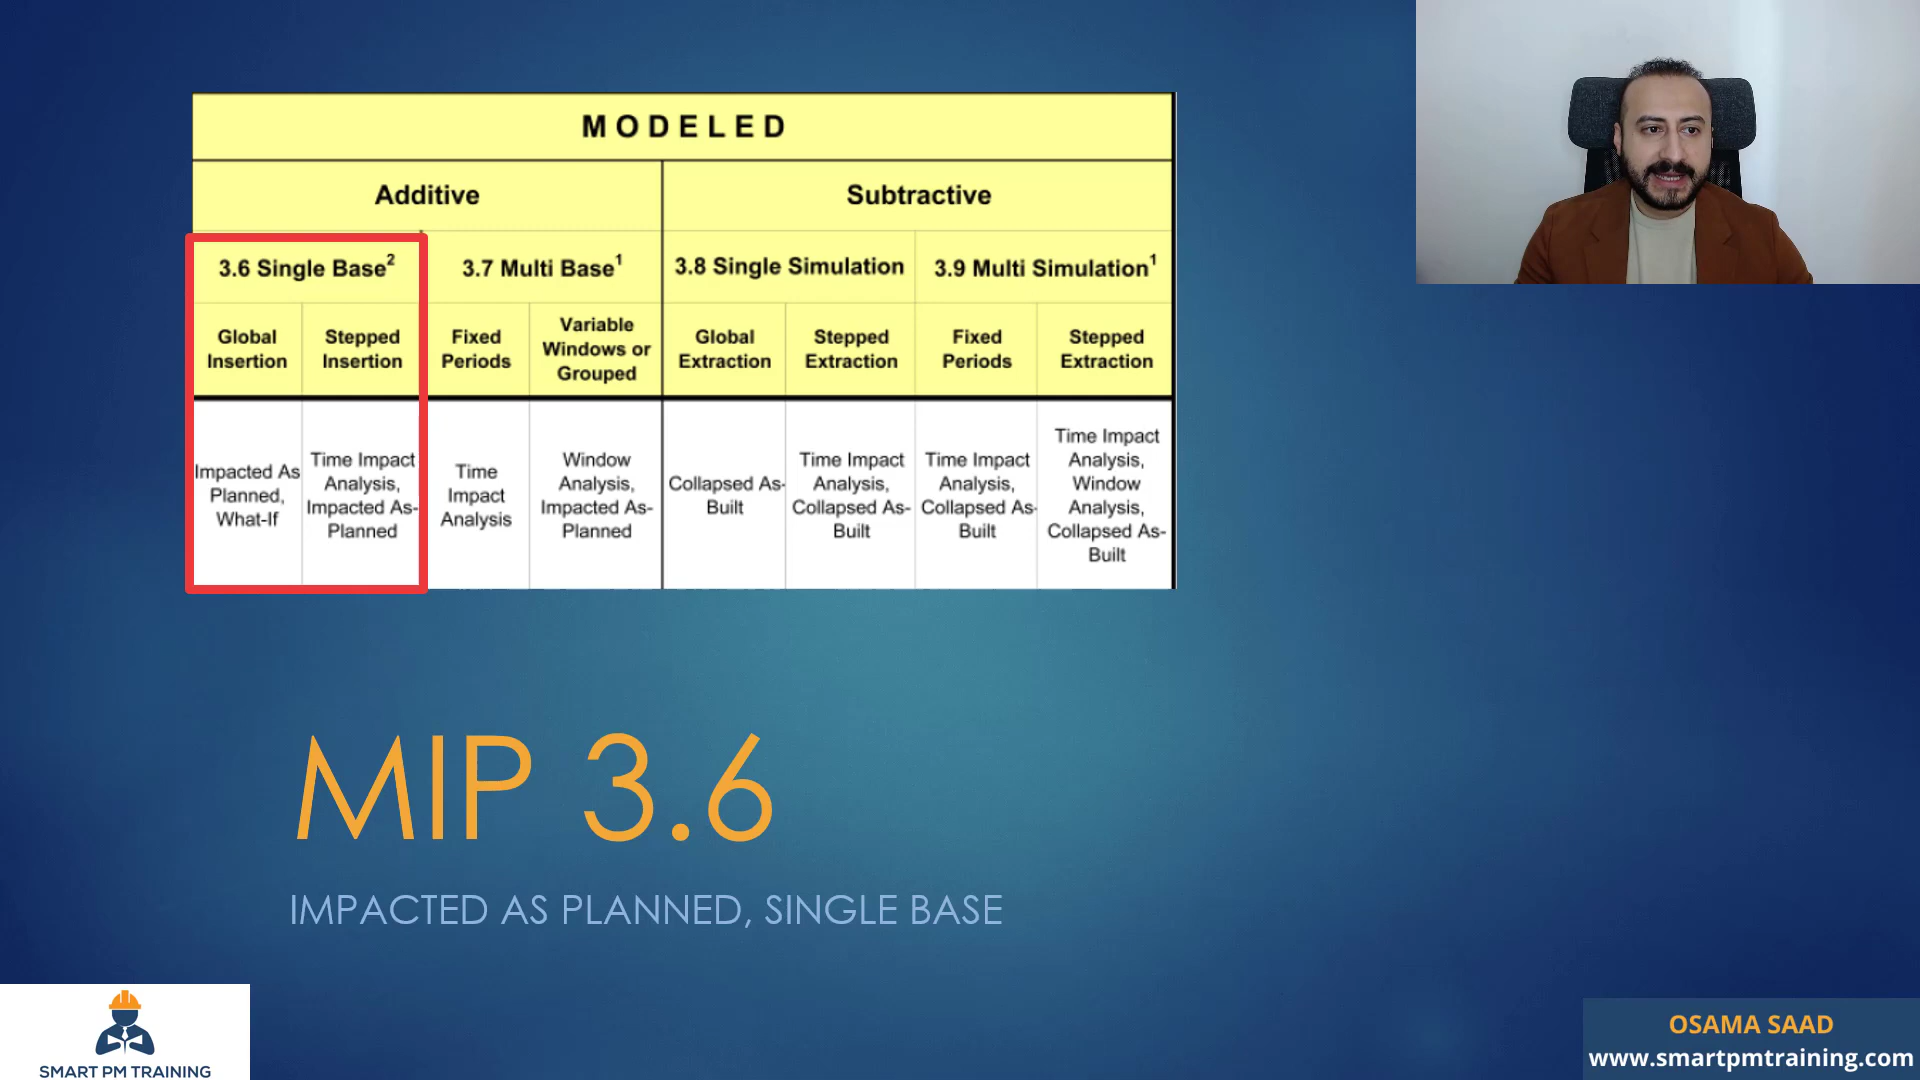 MODELED
Additive
Subtractive
3.6 Single Base2
3.7 Multi Base1
3.8 Single Simulation
3.9 Multi Simulation1
Global
Insertion
Stepped
Insertion
Fixed
Periods
Variable
Windows or
Grouped
Global
Extraction
Stepped
Extraction
Fixed
Periods
Stepped
Extraction
Impacted As
Planned,
What-If
Time Impact
Analysis,
Impacted As-
Planned
Time
Impact
Analysis
Window
Analysis,
Impacted As-
Planned
Collapsed As-
Built
Time Impact
Analysis,
Collapsed As-
Built
Time Impact
Analysis,
Collapsed As-
Built
Time Impact
Analysis,
Window
Analysis,
Collapsed As-
Built
MIP 3.6
IMPACTED AS PLANNED, SINGLE BASE
SMART PM TRAINING
OSAMA SAAD
www.smartpmtraining.com